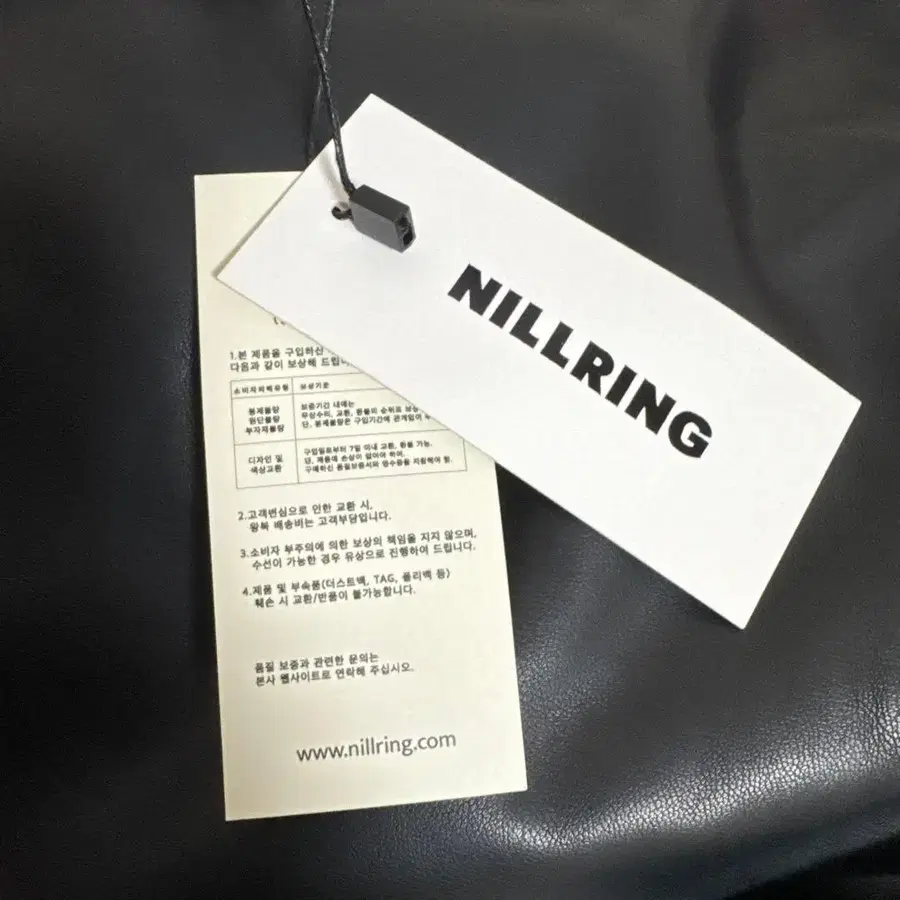 NILLRING
1.본 제품을 구입하신
다음과 같이 보상해 드립니다
소비자피해유형 보상기준
봉제불량
원단불량
부자재불량
보증기간 내에는
무상수리, 교환, 환불의 순위로 보상
단, 봉제불량은 구입기간에 관계없이
디자인 및
색상교환
구입일로부터 7일 이내 교환, 환불 가능.
단, 제품에 손상이 없어야 하며,
구매하신 품질보증서와 영수증을 지참해야 함.
2.고객변심으로 인한 교환 시,
왕복 배송비는 고객부담입니다.
3.소비자 부주의에 의한 보상의 책임을 지지 않으며,
수선이 가능한 경우 유상으로 진행하여 드립니다.
4.제품 및 부속품(더스트백, TAG, 폴리백 등)
훼손 시 교환/반품이 불가능합니다.
품질 보증과 관련한 문의는
본사 웹사이트로 연락해 주십시오.
www.nillring.com